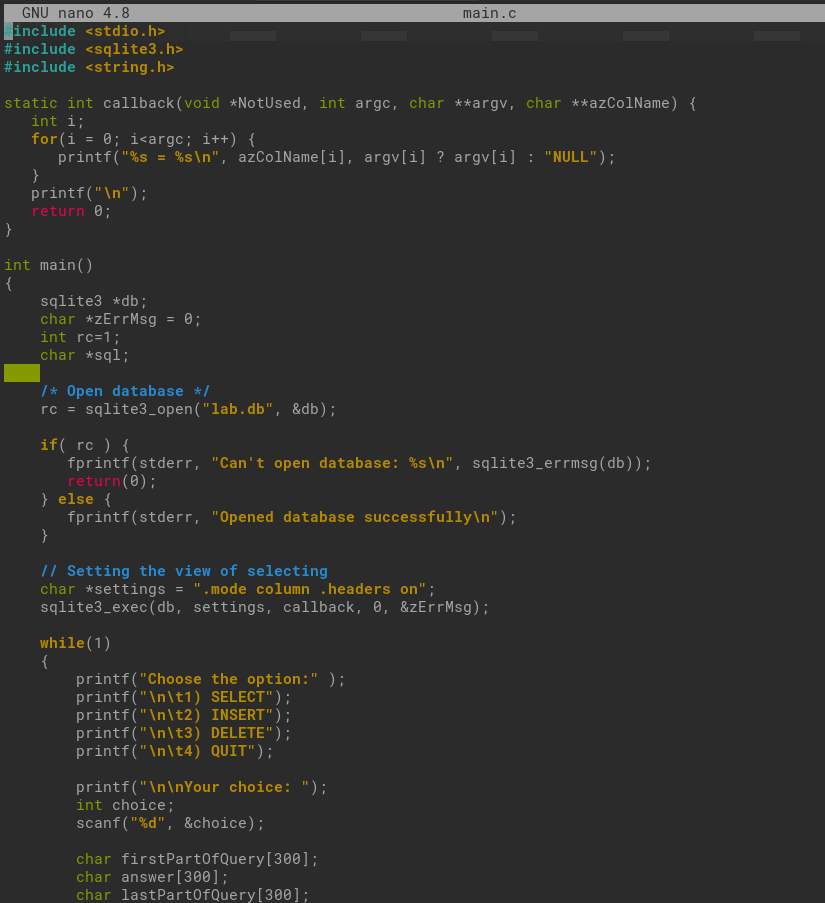 GNU nano 4.8 main.c
#include <stdio.h>
#include <sqlite3.h>
#include <string.h>

static int callback(void *NotUsed, int argc, char **argv, char **azColName) {
   int i;
   for(i = 0; i<argc; i++) {
      printf("%s = %s\n", azColName[i], argv[i] ? argv[i] : "NULL");
   }
   printf("\n");
   return 0;
}

int main()
{
    sqlite3 *db;
    char *zErrMsg = 0;
    int rc=1;
    char *sql;

    /* Open database */
    rc = sqlite3_open("lab.db", &db);

    if( rc ) {
       fprintf(stderr, "Can't open database: %s\n", sqlite3_errmsg(db));
       return(0);
    } else {
       fprintf(stderr, "Opened database successfully\n");
    }

    // Setting the view of selecting
    char *settings = ".mode column .headers on";
    sqlite3_exec(db, settings, callback, 0, &zErrMsg);

    while(1)
    {
        printf("Choose the option:" );
        printf("\n\t1) SELECT");
        printf("\n\t2) INSERT");
        printf("\n\t3) DELETE");
        printf("\n\t4) QUIT");

        printf("\n\nYour choice: ");
        int choice;
        scanf("%d", &choice);

        char firstPartOfQuery[300];
        char answer[300];
        char lastPartOfQuery[300];